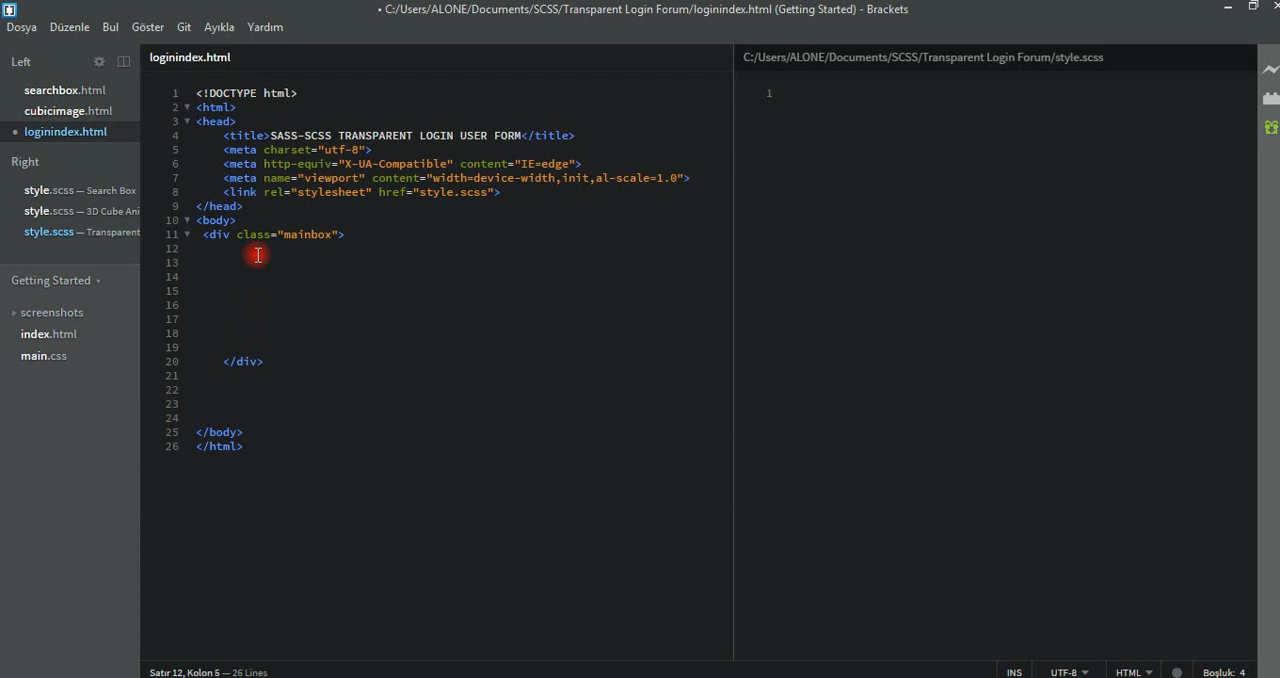 • C:/Users/ALONE/Documents/SCSS/Transparent Login Forum/loginindex.html (Getting Started) - Brackets
Dosya Düzenle Bul Göster Git Ayıkla Yardım
Left
searchbox.html
cubicimage.html
• loginindex.html
Right
style.scss — Search Box
style.scss — 3D Cube Ani
style.scss — Transparent
Getting Started
screenshots
index.html
main.css
loginindex.html
1 <!DOCTYPE html>
2 <html>
3 <head>
4 <title>SASS-SCSS TRANSPARENT LOGIN USER FORM</title>
5 <meta charset="utf-8">
6 <meta http-equiv="X-UA-Compatible" content="IE=edge">
7 <meta name="viewport" content="width=device-width,init,al-scale=1.0">
8 <link rel="stylesheet" href="style.scss">
9 </head>
10 <body>
11 <div class="mainbox">
12
13
14
15
16
17
18
19
20 </div>
21
22
23
24
25 </body>
26 </html>
C:/Users/ALONE/Documents/SCSS/Transparent Login Forum/style.scss
1
Satır 12, Kolon 5 — 26 Lines
INS UTF-8 HTML Boşluk: 4